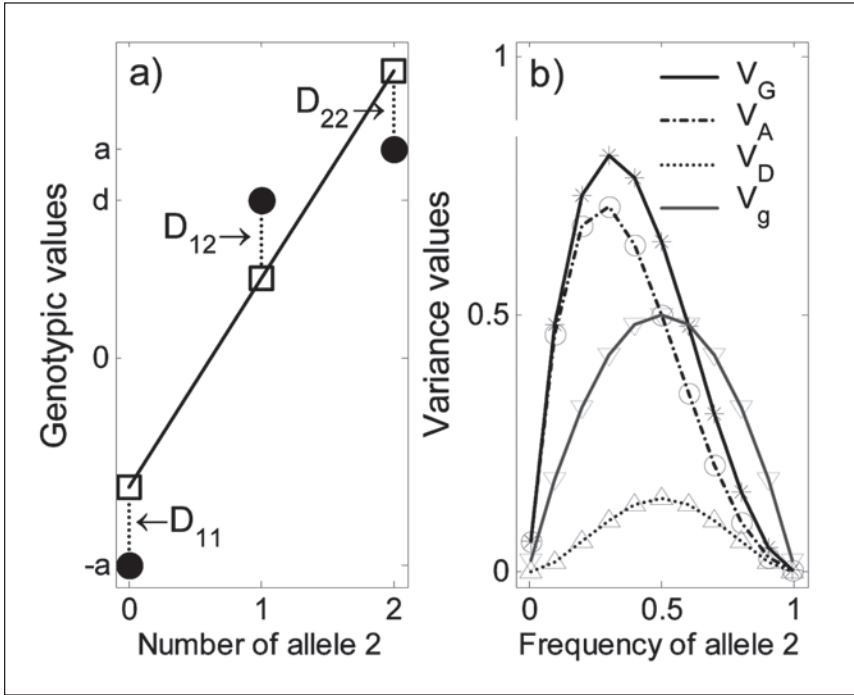 a)
D22→
D12→
←D11
a
d
0
-a
Genotypic values
0 1 2
Number of allele 2
b)
VG
VA
VD
Vg
1
0.5
0
Variance values
0 0.5 1
Frequency of allele 2